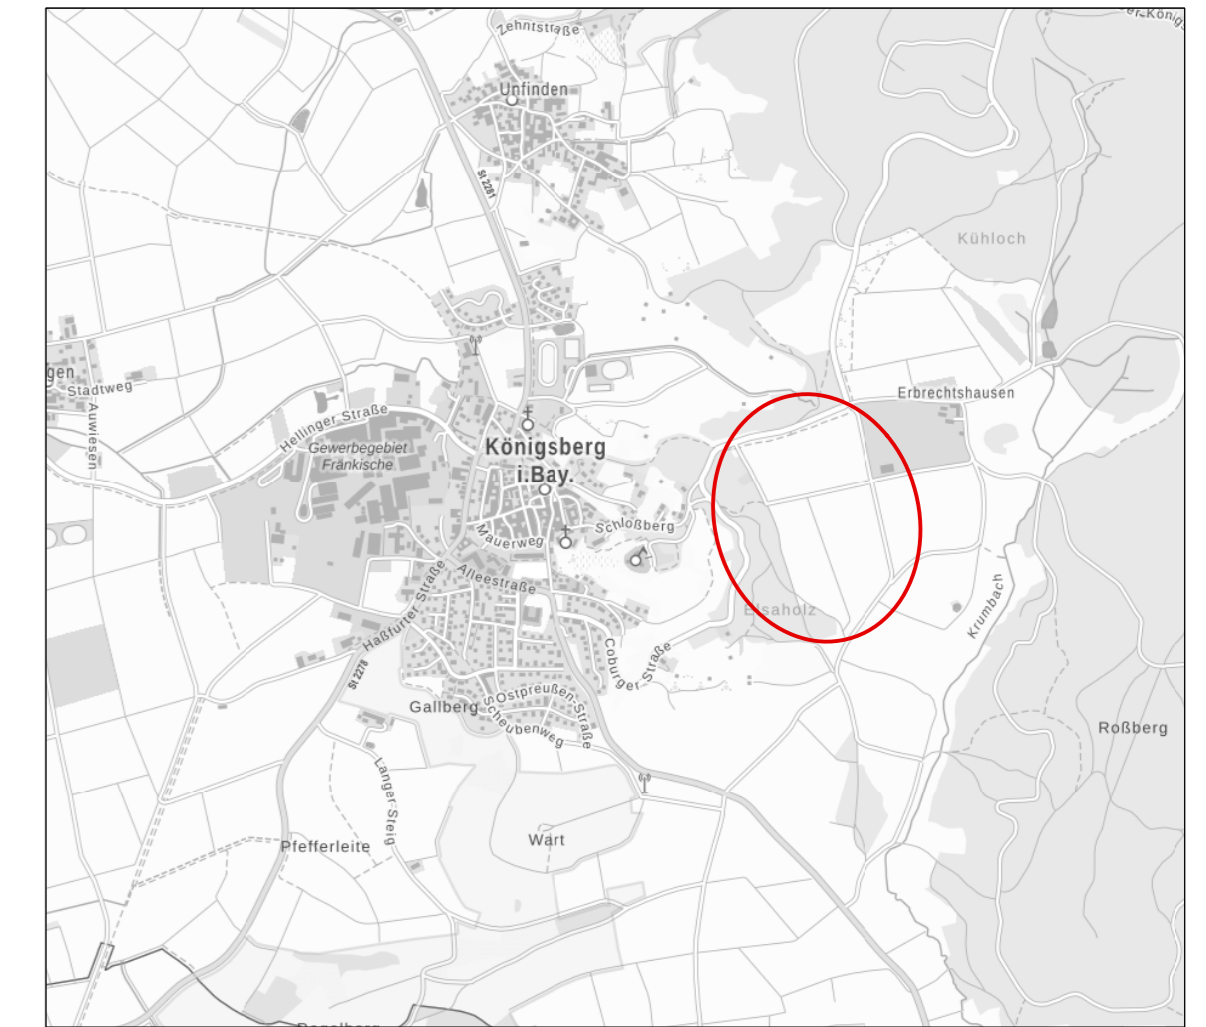 Zehntstraße
Unfinden
St 2281
Kühloch
gen
Stadtweg
Auwiesen
Hellinger Straße
Gewerbegebiet
Fränkische
Königsberg
i.Bay.
Erbrechtshausen
Schloßberg
Mauerweg
Alleestraße
Elsaholz
Krumbach
Haßfurter Straße
St 2278
Coburger Straße
Gallberg
Ostpreußen-Straße
Scheubenweg
Roßberg
Langer-Steig
Pfefferleite
Wart